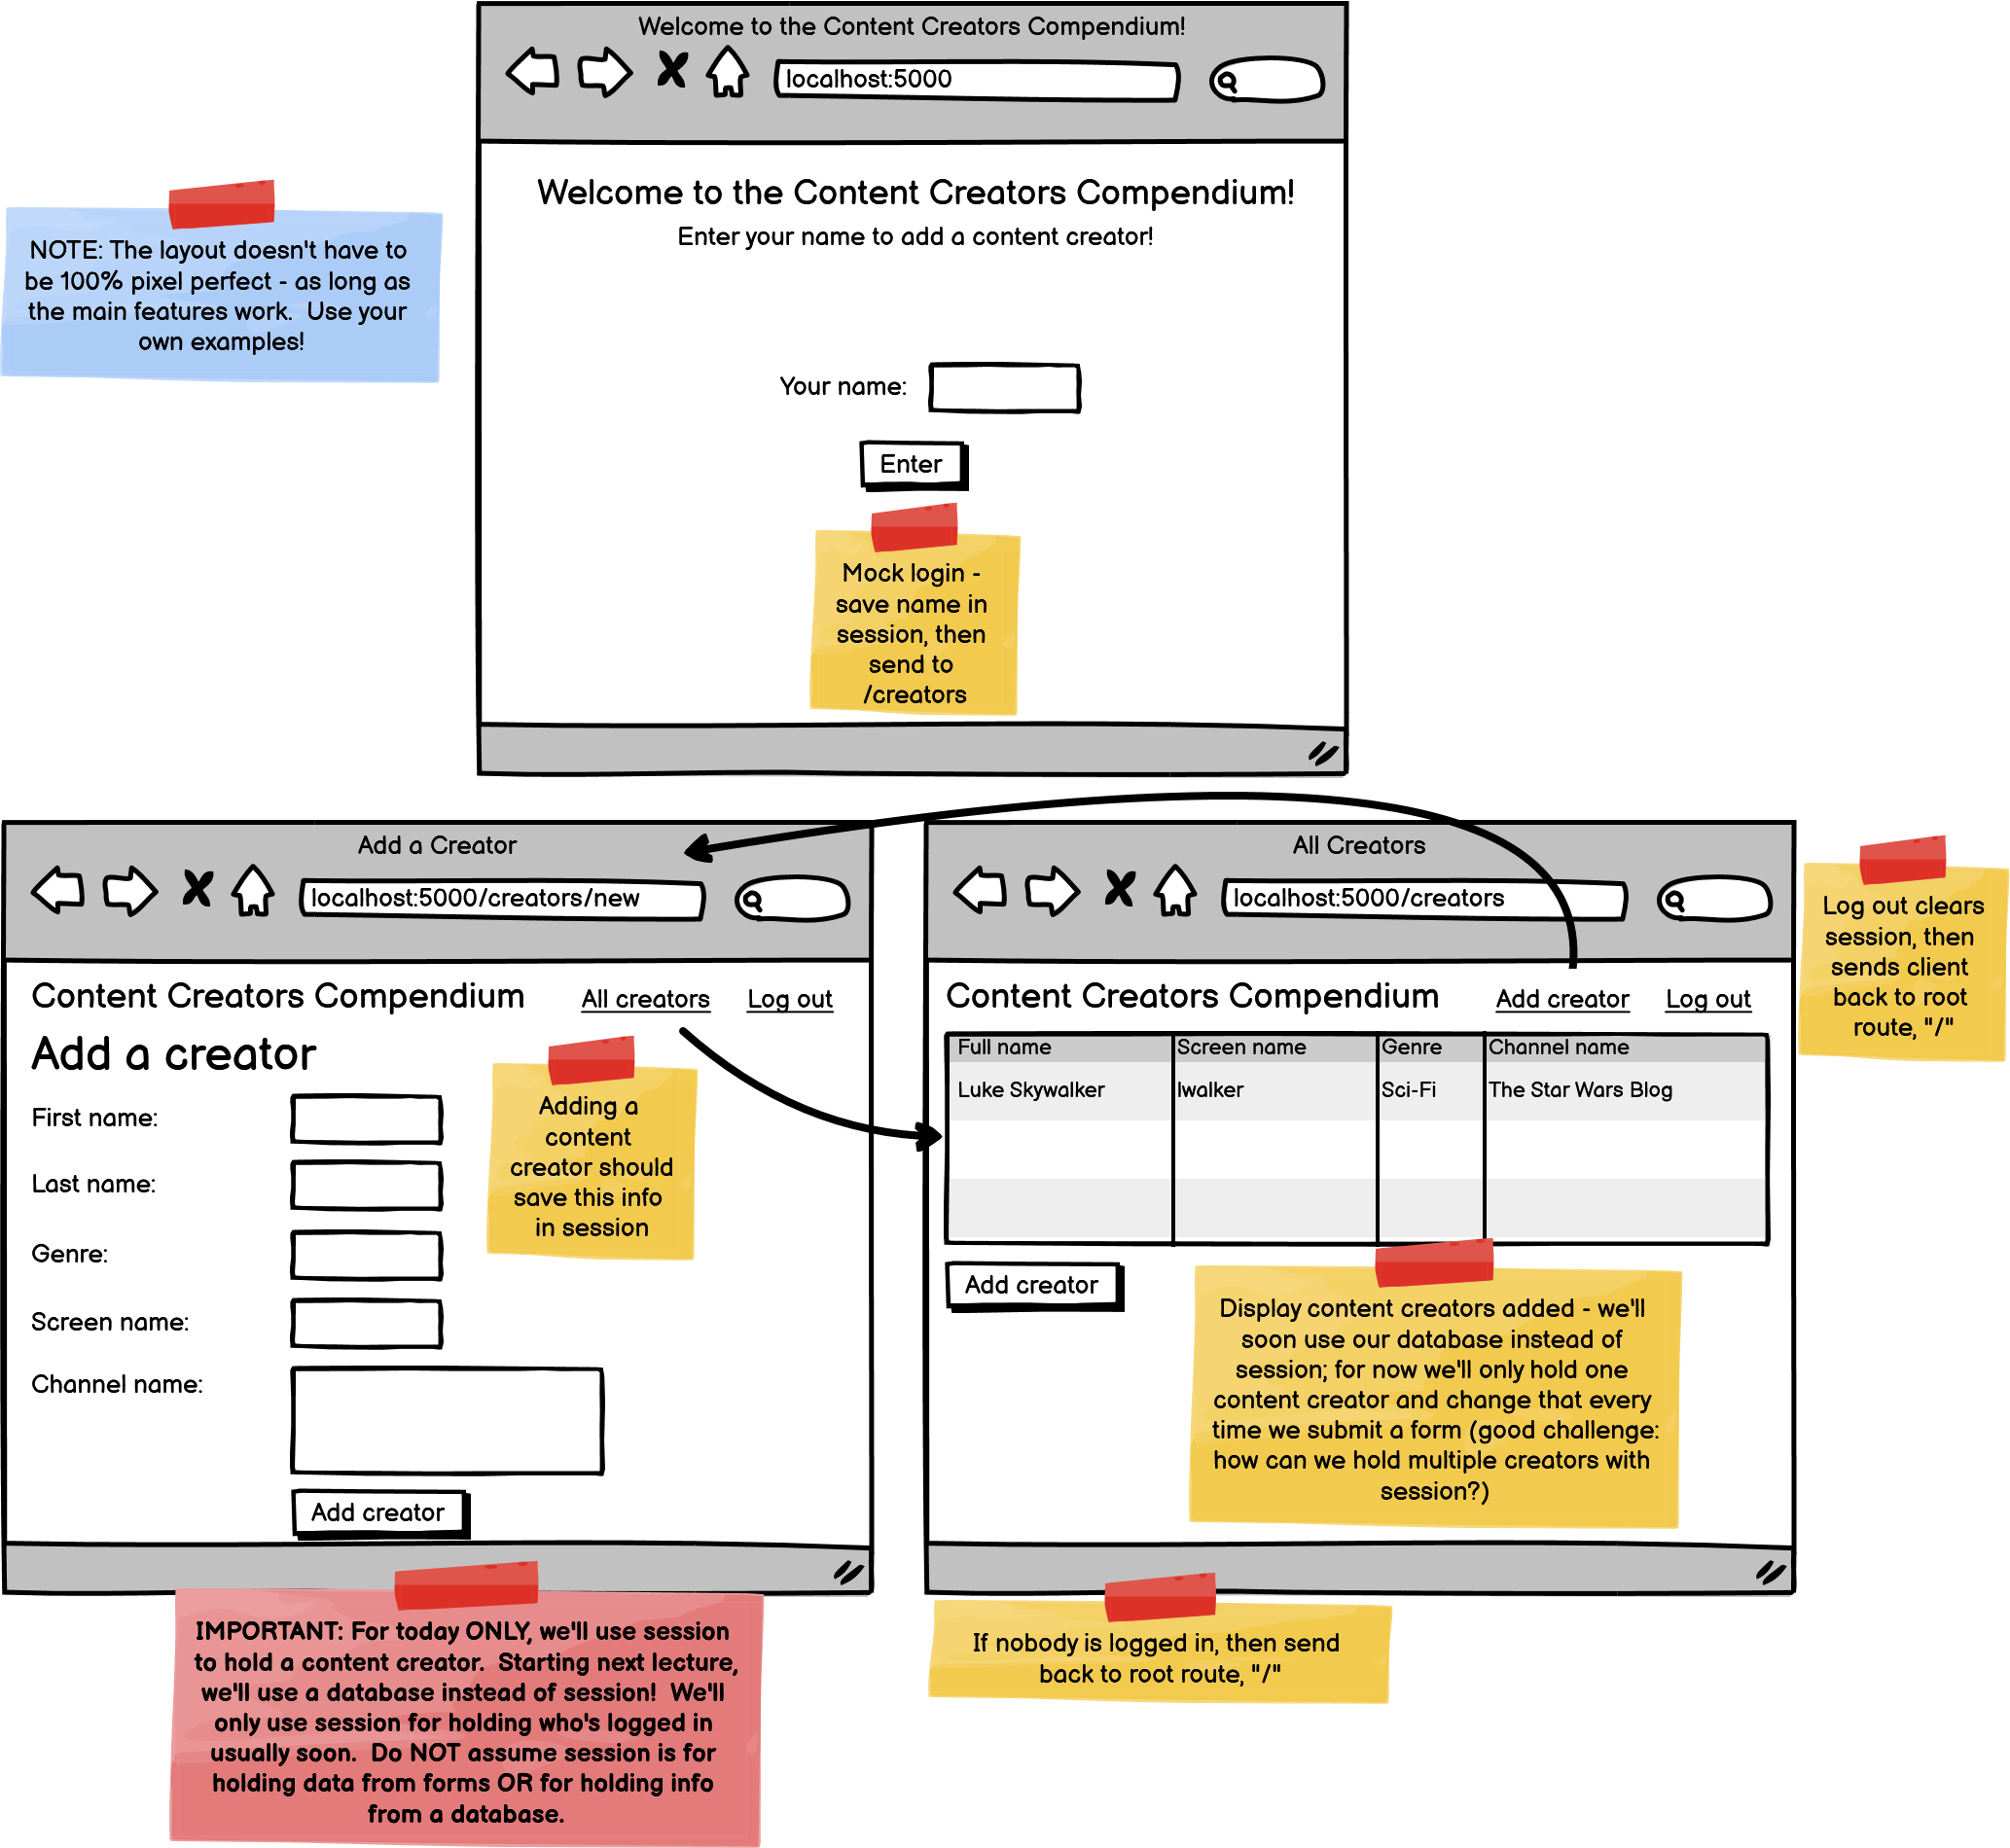 Welcome to the Content Creators Compendium!
localhost:5000
Welcome to the Content Creators Compendium!
Enter your name to add a content creator!
Your name:
Enter
Mock login -
save name in
session, then
send to
/creators
NOTE: The layout doesn't have to
be 100% pixel perfect - as long as
the main features work.  Use your
own examples!
Add a Creator
localhost:5000/creators/new
Content Creators Compendium
All creators
Log out
Add a creator
First name:
Last name:
Genre:
Screen name:
Channel name:
Add creator
Adding a
content
creator should
save this info
in session
All Creators
localhost:5000/creators
Content Creators Compendium
Add creator
Log out
Full name
Screen name
Genre
Channel name
Luke Skywalker
lwalker
Sci-Fi
The Star Wars Blog
Add creator
Display content creators added - we'll
soon use our database instead of
session; for now we'll only hold one
content creator and change that every
time we submit a form (good challenge:
how can we hold multiple creators with
session?)
Log out clears
session, then
sends client
back to root
route, "/"
IMPORTANT: For today ONLY, we'll use session
to hold a content creator.  Starting next lecture,
we'll use a database instead of session!  We'll
only use session for holding who's logged in
usually soon.  Do NOT assume session is for
holding data from forms OR for holding info
from a database.
If nobody is logged in, then send
back to root route, "/"